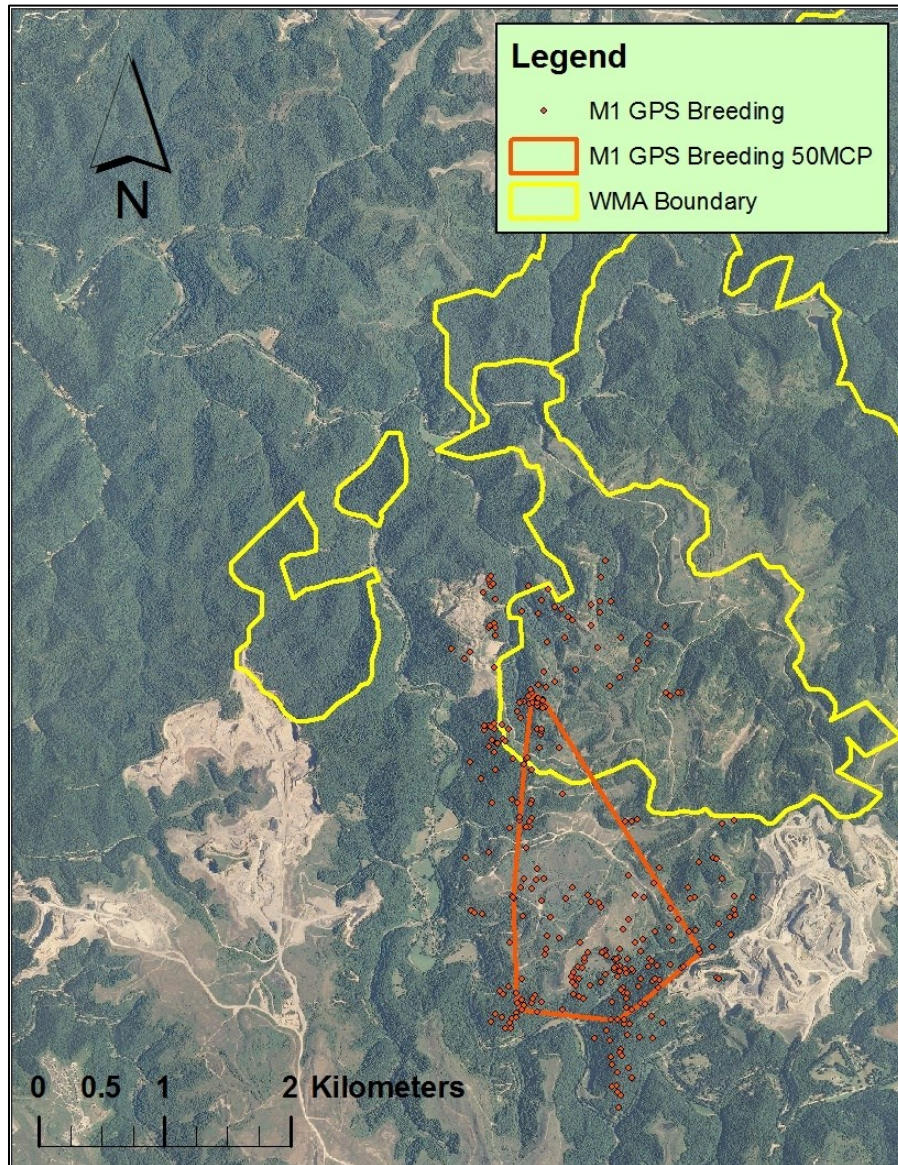 Legend
M1 GPS Breeding
M1 GPS Breeding 50MCP
WMA Boundary
N
0 0.5 1 2 Kilometers